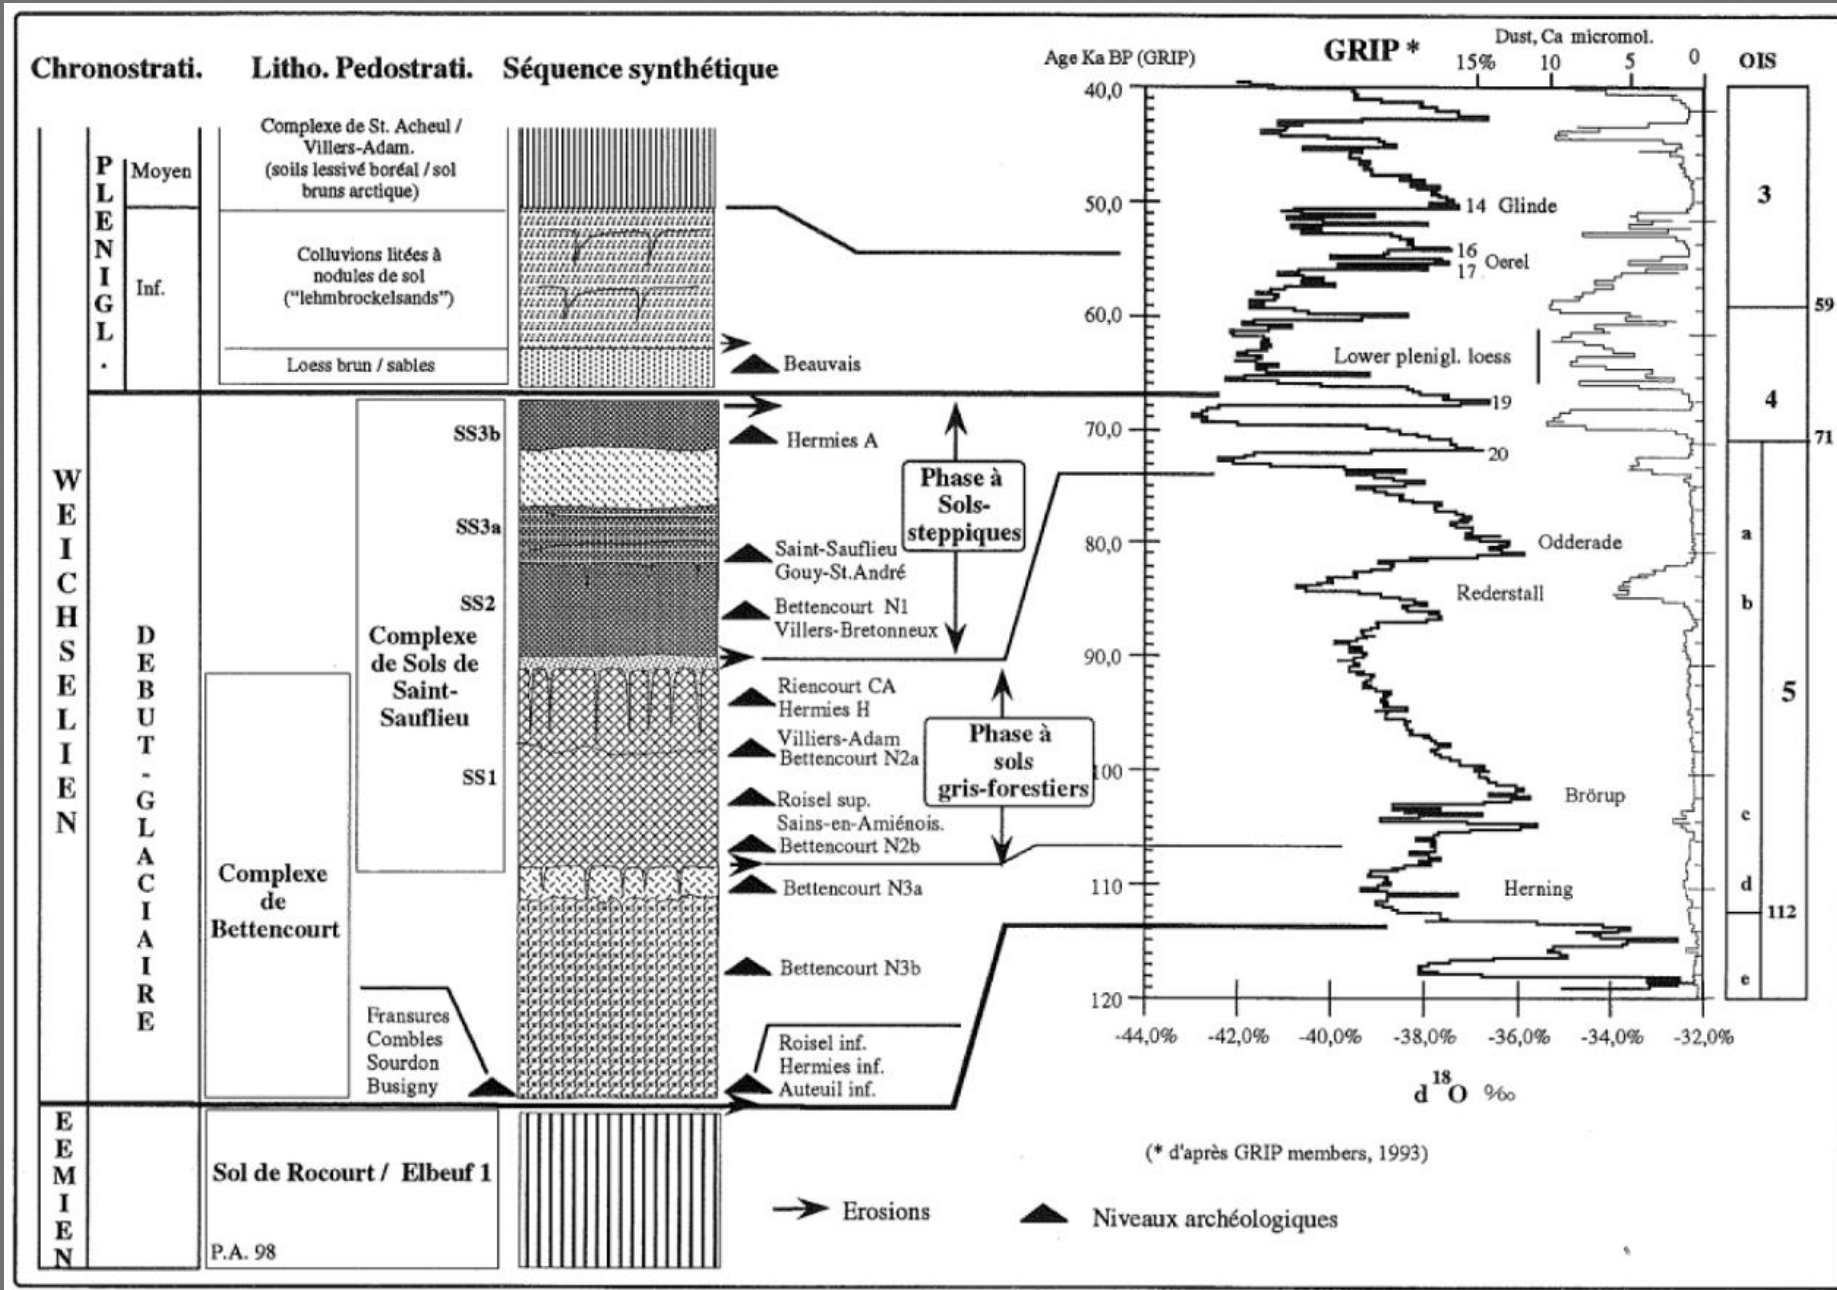 Chronostrati.
Litho. Pedostrati.
Séquence synthétique
Age Ka BP (GRIP)
GRIP *
Dust, Ca micromol.
15% 10 5 0
OIS
PLENIGL.
Moyen
Inf.
Complexe de St. Acheul /
Villers-Adam.
(soils lessivé boréal / sol
bruns arctique)
Colluvions litées à
nodules de sol
("lehmbrockelsands")
Loess brun / sables
Beauvais
WEICHSELIEN
DEBUT-GLACIAIRE
SS3b
SS3a
SS2
SS1
Complexe
de Sols de
Saint-
Sauflieu
Complexe
de
Bettencourt
Fransures
Combles
Sourdon
Busigny
Hermies A
Saint-Sauflieu
Gouy-St.André
Bettencourt N1
Villers-Bretonneux
Riencourt CA
Hermies H
Villiers-Adam
Bettencourt N2a
Roisel sup.
Sains-en-Amiénois.
Bettencourt N2b
Bettencourt N3a
Bettencourt N3b
Roisel inf.
Hermies inf.
Auteuil inf.
Phase à
Sols-
steppiques
Phase à
sols
gris-forestiers
EEMIEN
Sol de Rocourt / Elbeuf 1
P.A. 98
Erosions
Niveaux archéologiques
40,0
50,0
60,0
70,0
80,0
90,0
100
110
120
14 Glinde
16
Oerel
17
Lower plenigl. loess
19
20
Odderade
Rederstall
Brörup
Herning
-44,0% -42,0% -40,0% -38,0% -36,0% -34,0% -32,0%
d 18O %o
(* d'après GRIP members, 1993)
3
59
4
71
a
b
5
c
d
112
e